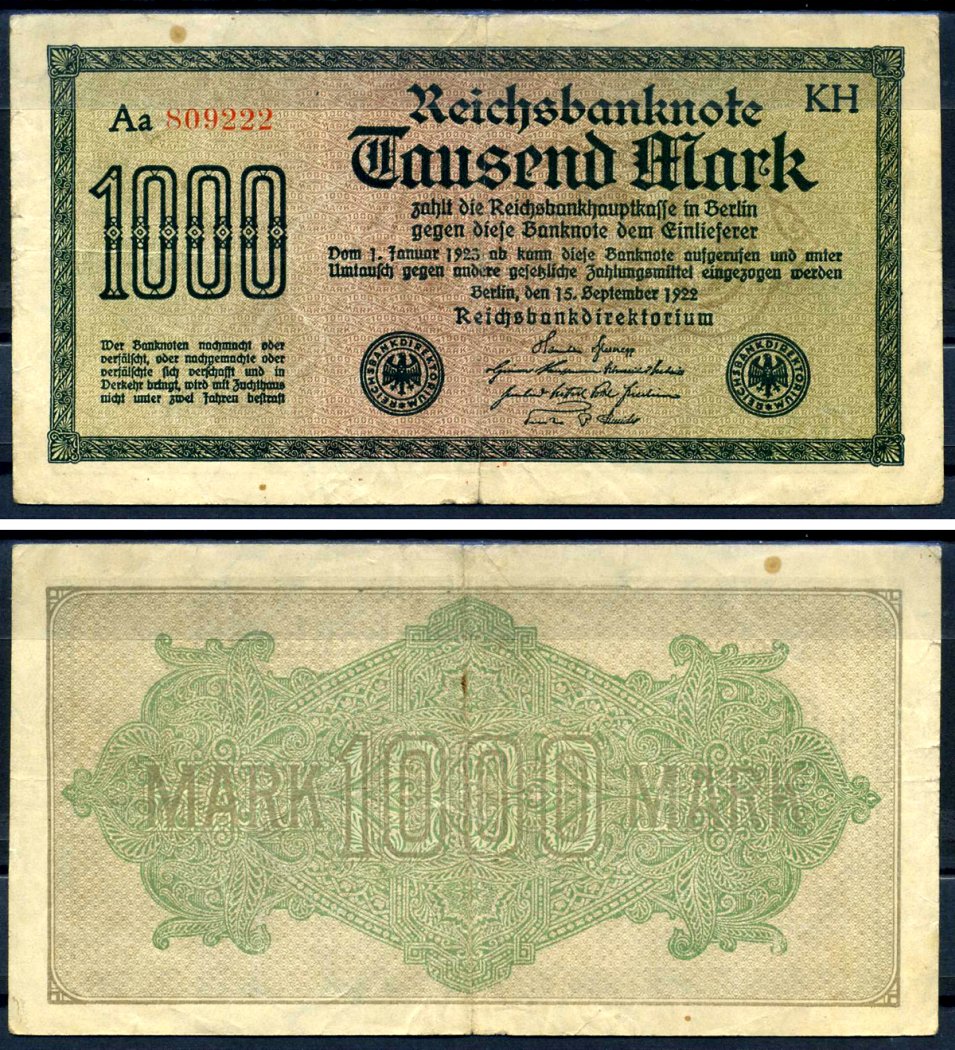 Aa 809222
KH
1000
Reichsbanknote
Tausend Mark
zahlt die Reichsbankhauptkasse in Berlin
gegen diese Banknote dem Einlieferer
Vom 1. Januar 1923 ab kann diese Banknote aufgerufen und unter
Umtausch gegen andere gesetzliche Zahlungsmittel eingezogen werden
Berlin, den 15. September 1922
Reichsbankdirektorium
Wer Banknoten nachmacht oder
verfälscht, oder nachgemachte oder
verfälschte sich verschafft und in
Verkehr bringt, wird mit Zuchthaus
nicht unter zwei Jahren bestraft
REICHSBANKDIREKTORIUM
REICHSBANKDIREKTORIUM
MARK 1000 MARK